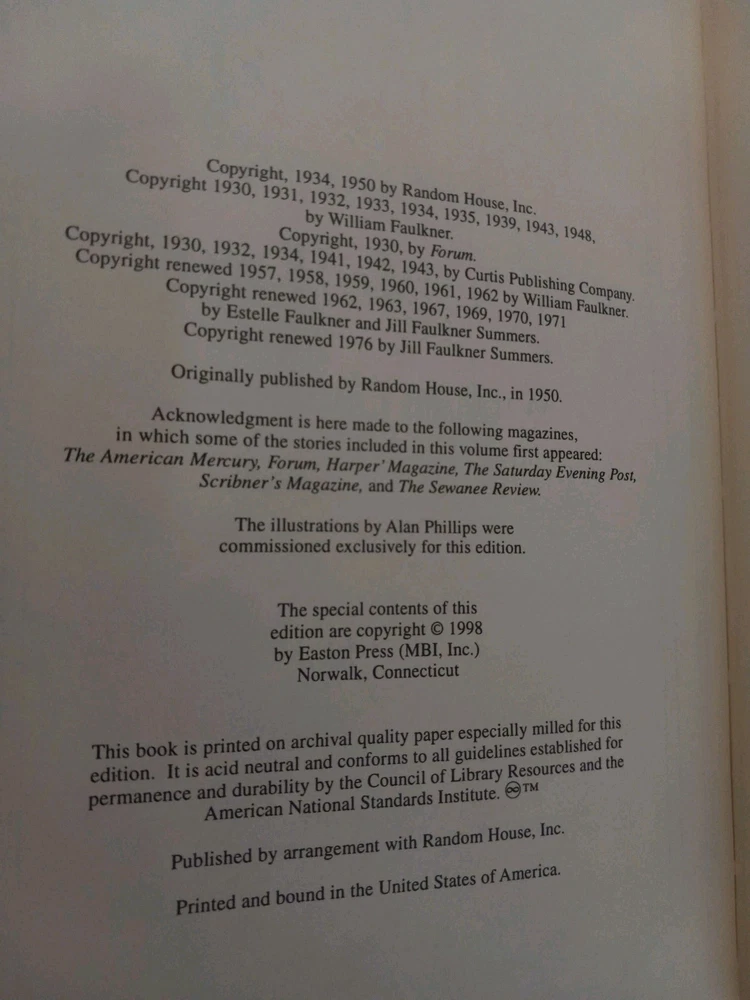 Copyright, 1934, 1950 by Random House, Inc.
Copyright 1930, 1931, 1932, 1933, 1934, 1935, 1939, 1943, 1948,
by William Faulkner.
Copyright, 1930, by Forum.
Copyright, 1930, 1932, 1934, 1941, 1942, 1943, by Curtis Publishing Company.
Copyright renewed 1957, 1958, 1959, 1960, 1961, 1962 by William Faulkner.
Copyright renewed 1962, 1963, 1967, 1969, 1970, 1971
by Estelle Faulkner and Jill Faulkner Summers.
Copyright renewed 1976 by Jill Faulkner Summers.
Originally published by Random House, Inc., in 1950.
Acknowledgment is here made to the following magazines,
in which some of the stories included in this volume first appeared:
The American Mercury, Forum, Harper' Magazine, The Saturday Evening Post,
Scribner's Magazine, and The Sewanee Review.
The illustrations by Alan Phillips were
commissioned exclusively for this edition.
The special contents of this
edition are copyright © 1998
by Easton Press (MBI, Inc.)
Norwalk, Connecticut
This book is printed on archival quality paper especially milled for this
edition. It is acid neutral and conforms to all guidelines established for
permanence and durability by the Council of Library Resources and the
American National Standards Institute. ♾™
Published by arrangement with Random House, Inc.
Printed and bound in the United States of America.